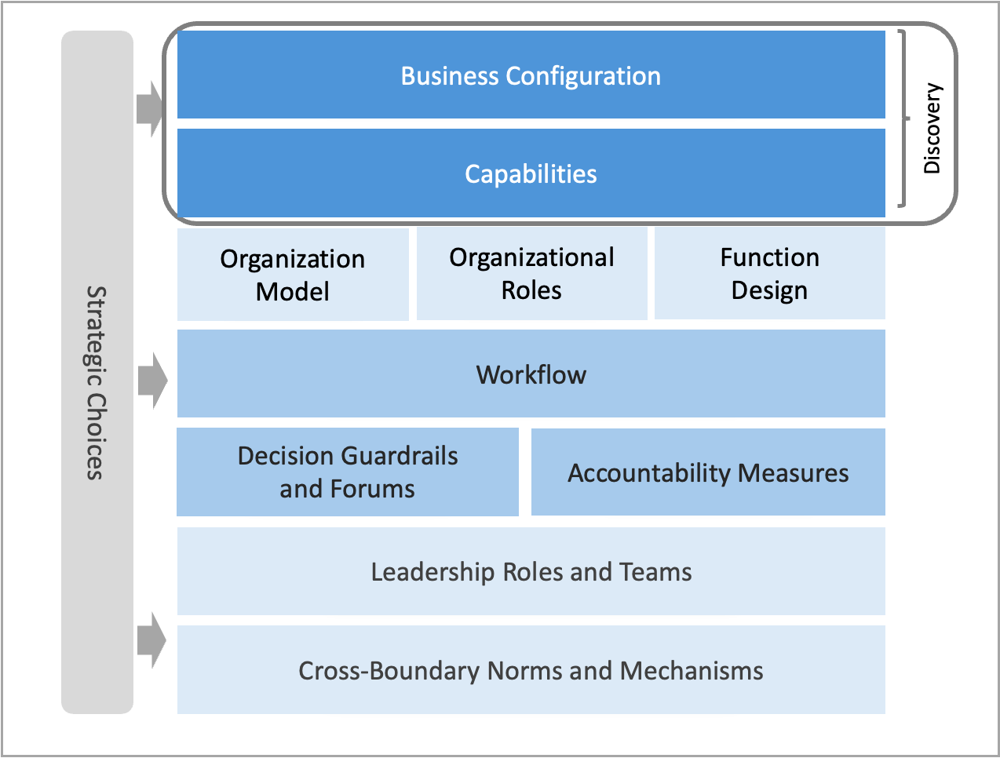 Strategic Choices
Business Configuration
Capabilities
Discovery
Organization
Model
Organizational
Roles
Function
Design
Workflow
Decision Guardrails
and Forums
Accountability Measures
Leadership Roles and Teams
Cross-Boundary Norms and Mechanisms